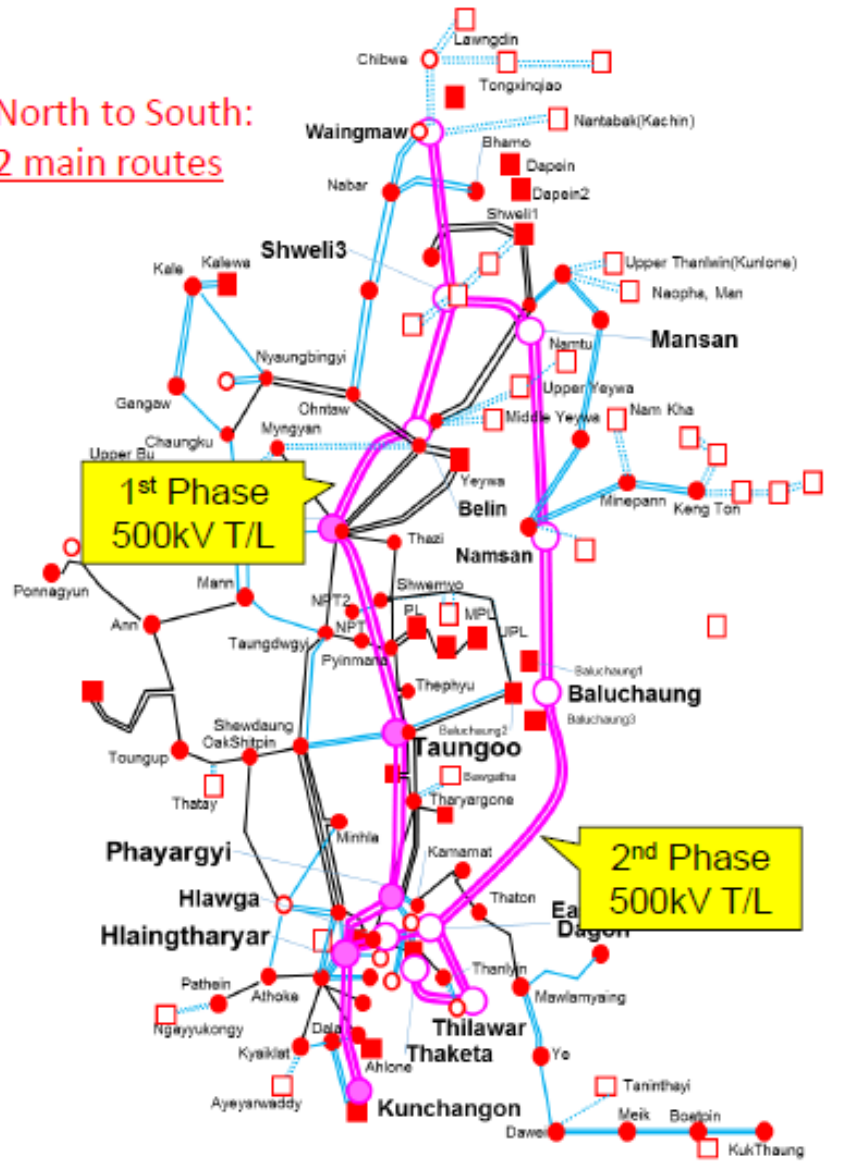 North to South:
2 main routes
Lawngdin
Chibwe
Tongxinqiao
Waingmaw
Nantabak(Kachin)
Bhamo
Dapein
Nabar
Dapein2
Shweli1
Shweli3
Upper Thanlwin(Kunlone)
Kale
Kalewa
Naopha, Man
Mansan
Namtu
Nyaungbingyi
Upper Yeywa
Gangaw
Ohntaw
Middle Yeywa
Nam Kha
Chaungku
Myngyan
Upper Bu
Yeywa
1st Phase
500kV T/L
Belin
Minepann
Keng Ton
Thazi
Namsan
Ponnagyun
Mann
Shwemyo
NPT2
PL
MPL
UPL
Ann
NPT
Taungdwgyi
Pyinmana
Baluchaung1
Thephyu
Baluchaung
Baluchaung3
Baluchaung2
Shewdaung
Taungoo
OakShitpin
Toungup
Bawgatha
Thatay
Tharyargone
Minhla
Phayargyi
Kamarnat
2nd Phase
500kV T/L
Hlawga
Thaton
Ea
Dagon
Hlaingtharyar
Thanlyin
Pathein
Athoke
Mawlamyaing
Ngayyukongy
Thilawar
Dala
Kyaiklat
Thaketa
Ye
Ahlone
Ayeyarwaddy
Kunchangon
Taninthayi
Meik
Boetpin
Dawei
KukThaung